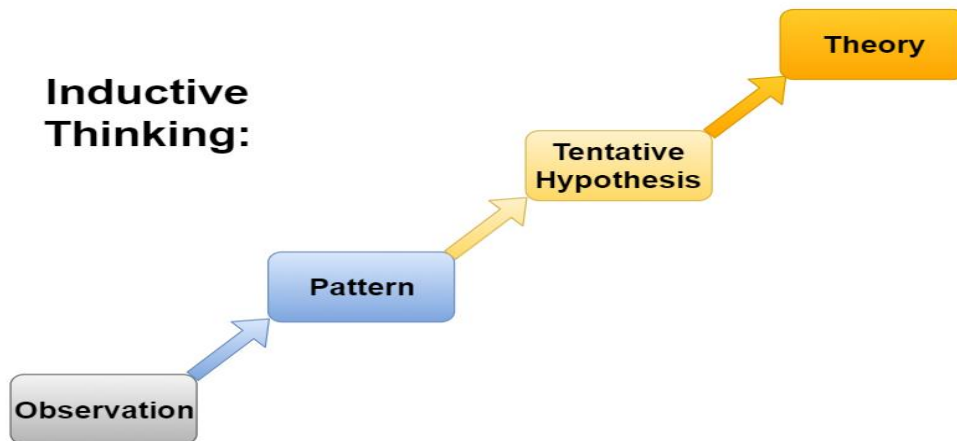 Inductive
Thinking:
Theory
Tentative
Hypothesis
Pattern
Observation